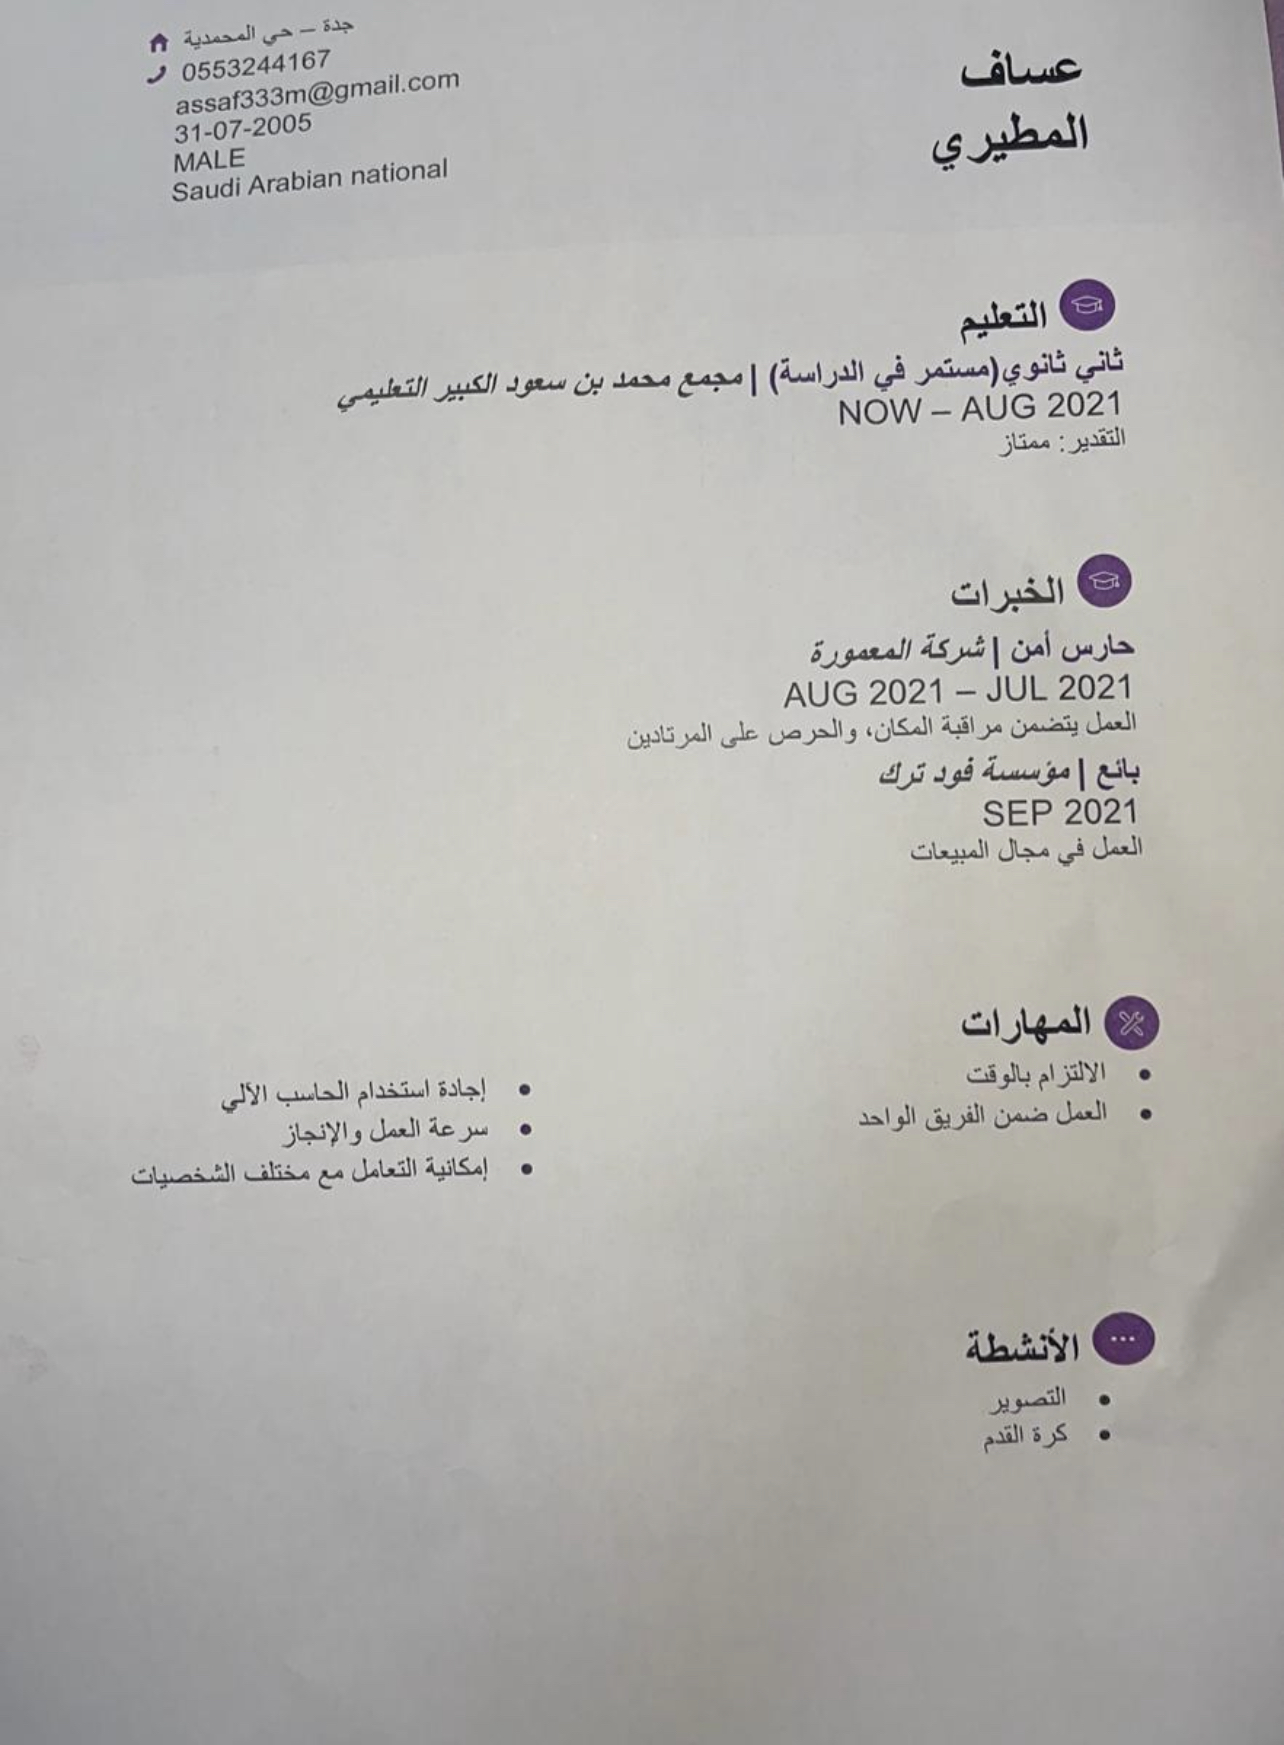 عساف
المطيري
جدة – حي المحمدية
0553244167
assaf333m@gmail.com
31-07-2005
MALE
Saudi Arabian national
التعليم
ثاني ثانوي(مستمر في الدراسة) | مجمع محمد بن سعود الكبير التعليمي
NOW – AUG 2021
التقدير : ممتاز
الخبرات
حارس أمن | شركة المعمورة
AUG 2021 – JUL 2021
العمل يتضمن مراقبة المكان، والحرص على المرتادين
بائع | مؤسسة فود ترك
SEP 2021
العمل في مجال المبيعات
المهارات
• الالتزام بالوقت
• العمل ضمن الفريق الواحد
• إجادة استخدام الحاسب الآلي
• سرعة العمل والإنجاز
• إمكانية التعامل مع مختلف الشخصيات
الأنشطة
• التصوير
• كرة القدم